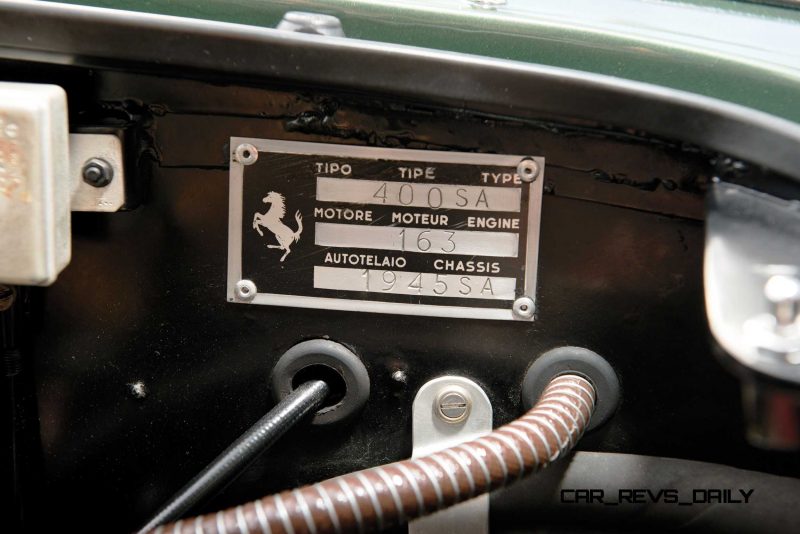 TIPO TIPE TYPE
400SA
MOTORE MOTEUR ENGINE
163
AUTOTELAIO CHASSIS
1945SA
CAR_REVS_DAILY